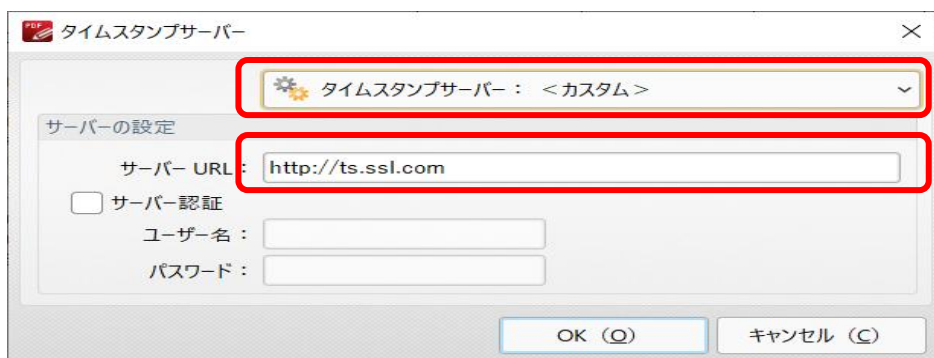 PDF タイムスタンプサーバー
タイムスタンプサーバー： ＜カスタム＞
サーバーの設定
サーバー URL： http://ts.ssl.com
サーバー認証
ユーザー名：
パスワード：
OK（O） キャンセル（C）